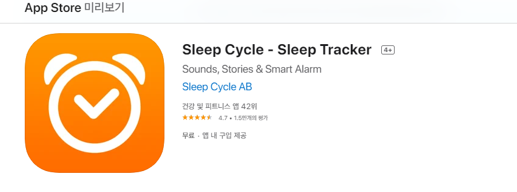 App Store 미리보기
Sleep Cycle - Sleep Tracker 4+
Sounds, Stories & Smart Alarm
Sleep Cycle AB
건강 및 피트니스 앱 42위
★★★★★ 4.7 • 1.5만개의 평가
무료 · 앱 내 구입 제공